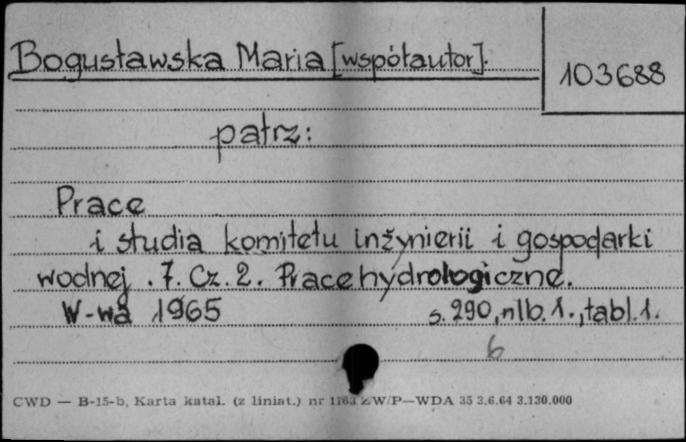 Bogusławska Maria [współautor].
103688
patrz:
Prace
i studia komitetu inżynierii i gospodarki
wodnej . 7. Cz. 2. Prace hydrologiczne.
W-wa 1965 s. 290, nlb. 1., tabl. 1.
6
CWD — B-15-b, Karta katal. (z liniat.) nr 1163 ZW/P—WDA 35 3.6.64 3.130.000